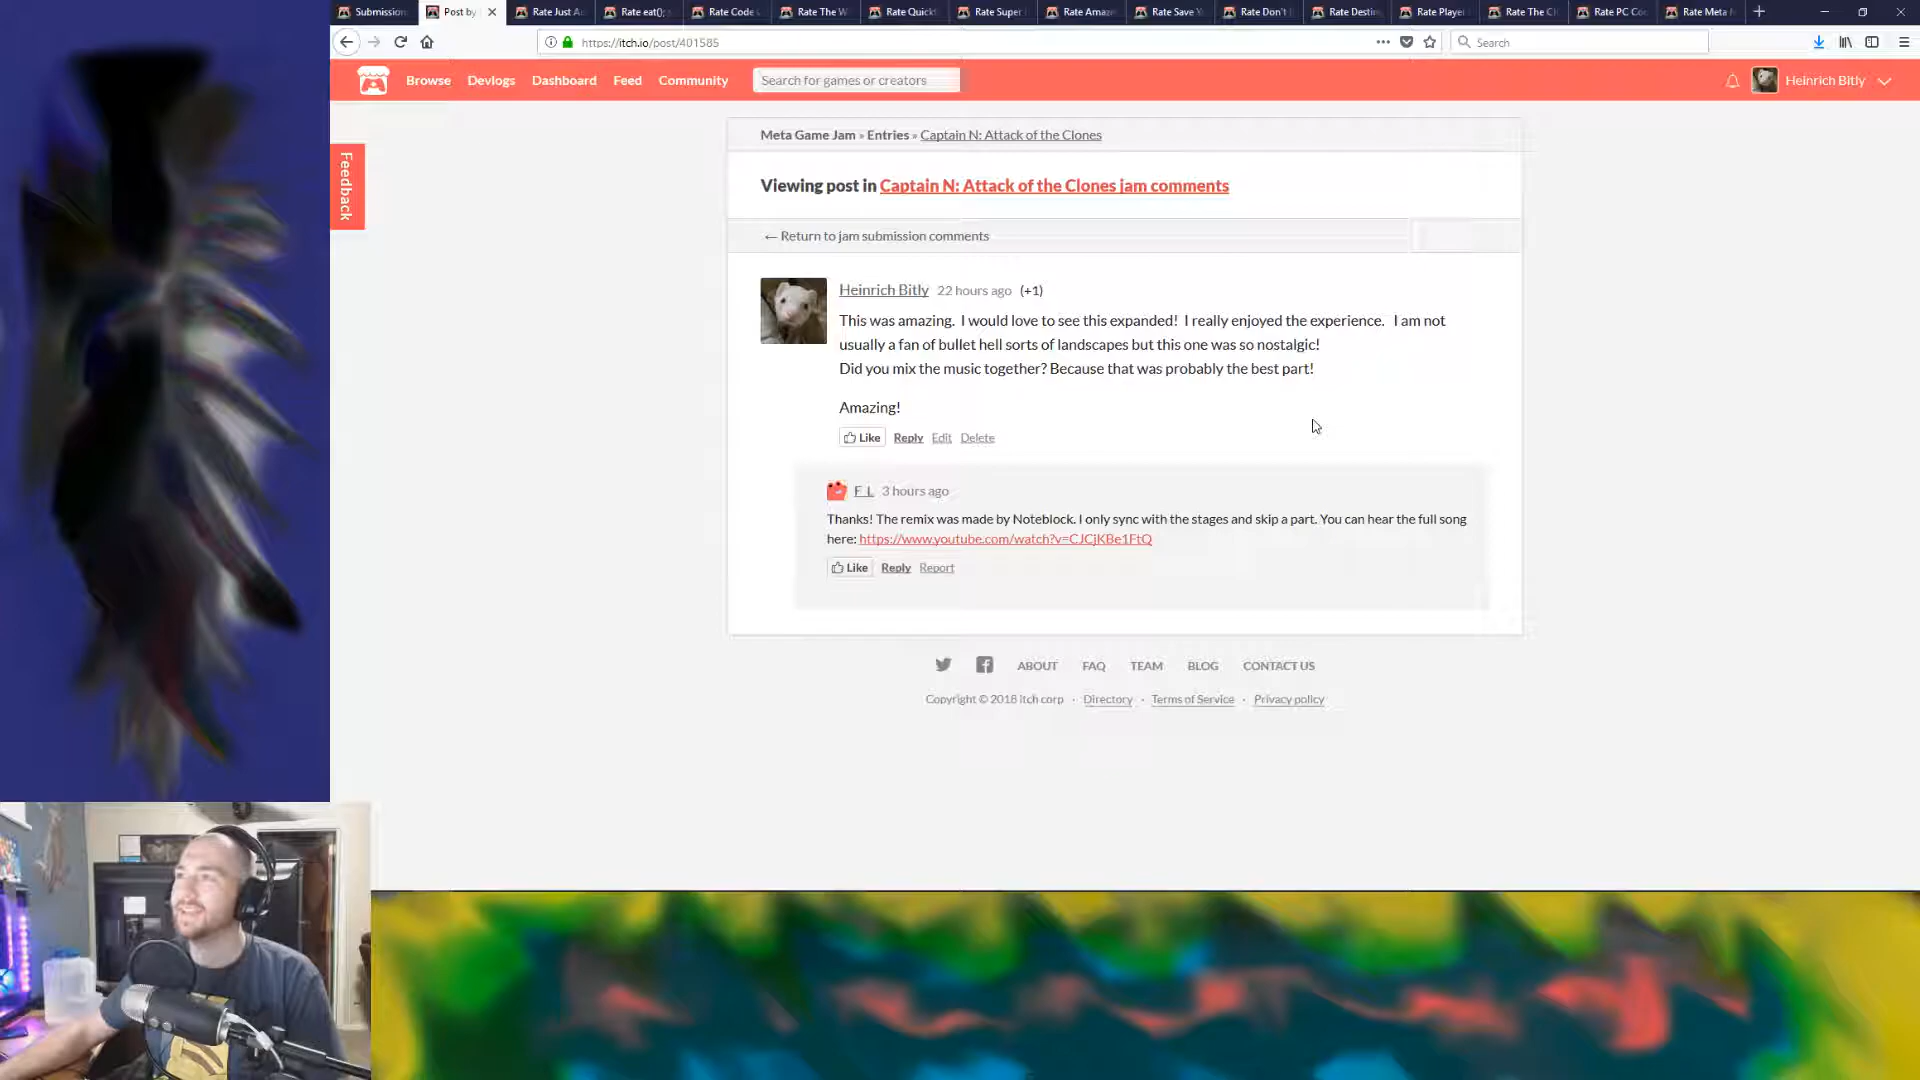 Submission
Post by
Rate Just A
Rate eat();
Rate Code
Rate The W
Rate Quick
Rate Super
Rate Amaz
Rate Save Y
Rate Don't
Rate Destin
Rate Player
Rate The C
Rate PC Co
Rate Meta
https://itch.io/post/401585
Search
Browse Devlogs Dashboard Feed Community
Search for games or creators
Heinrich Bitly
Feedback
Meta Game Jam » Entries » Captain N: Attack of the Clones
Viewing post in Captain N: Attack of the Clones jam comments
← Return to jam submission comments
Heinrich Bitly 22 hours ago (+1)
This was amazing. I would love to see this expanded! I really enjoyed the experience. I am not
usually a fan of bullet hell sorts of landscapes but this one was so nostalgic!
Did you mix the music together? Because that was probably the best part!
Amazing!
Like Reply Edit Delete
F L 3 hours ago
Thanks! The remix was made by Noteblock. I only sync with the stages and skip a part. You can hear the full song
here: https://www.youtube.com/watch?v=CJCjKBe1FtQ
Like Reply Report
ABOUT FAQ TEAM BLOG CONTACT US
Copyright © 2018 itch corp · Directory · Terms of Service · Privacy policy